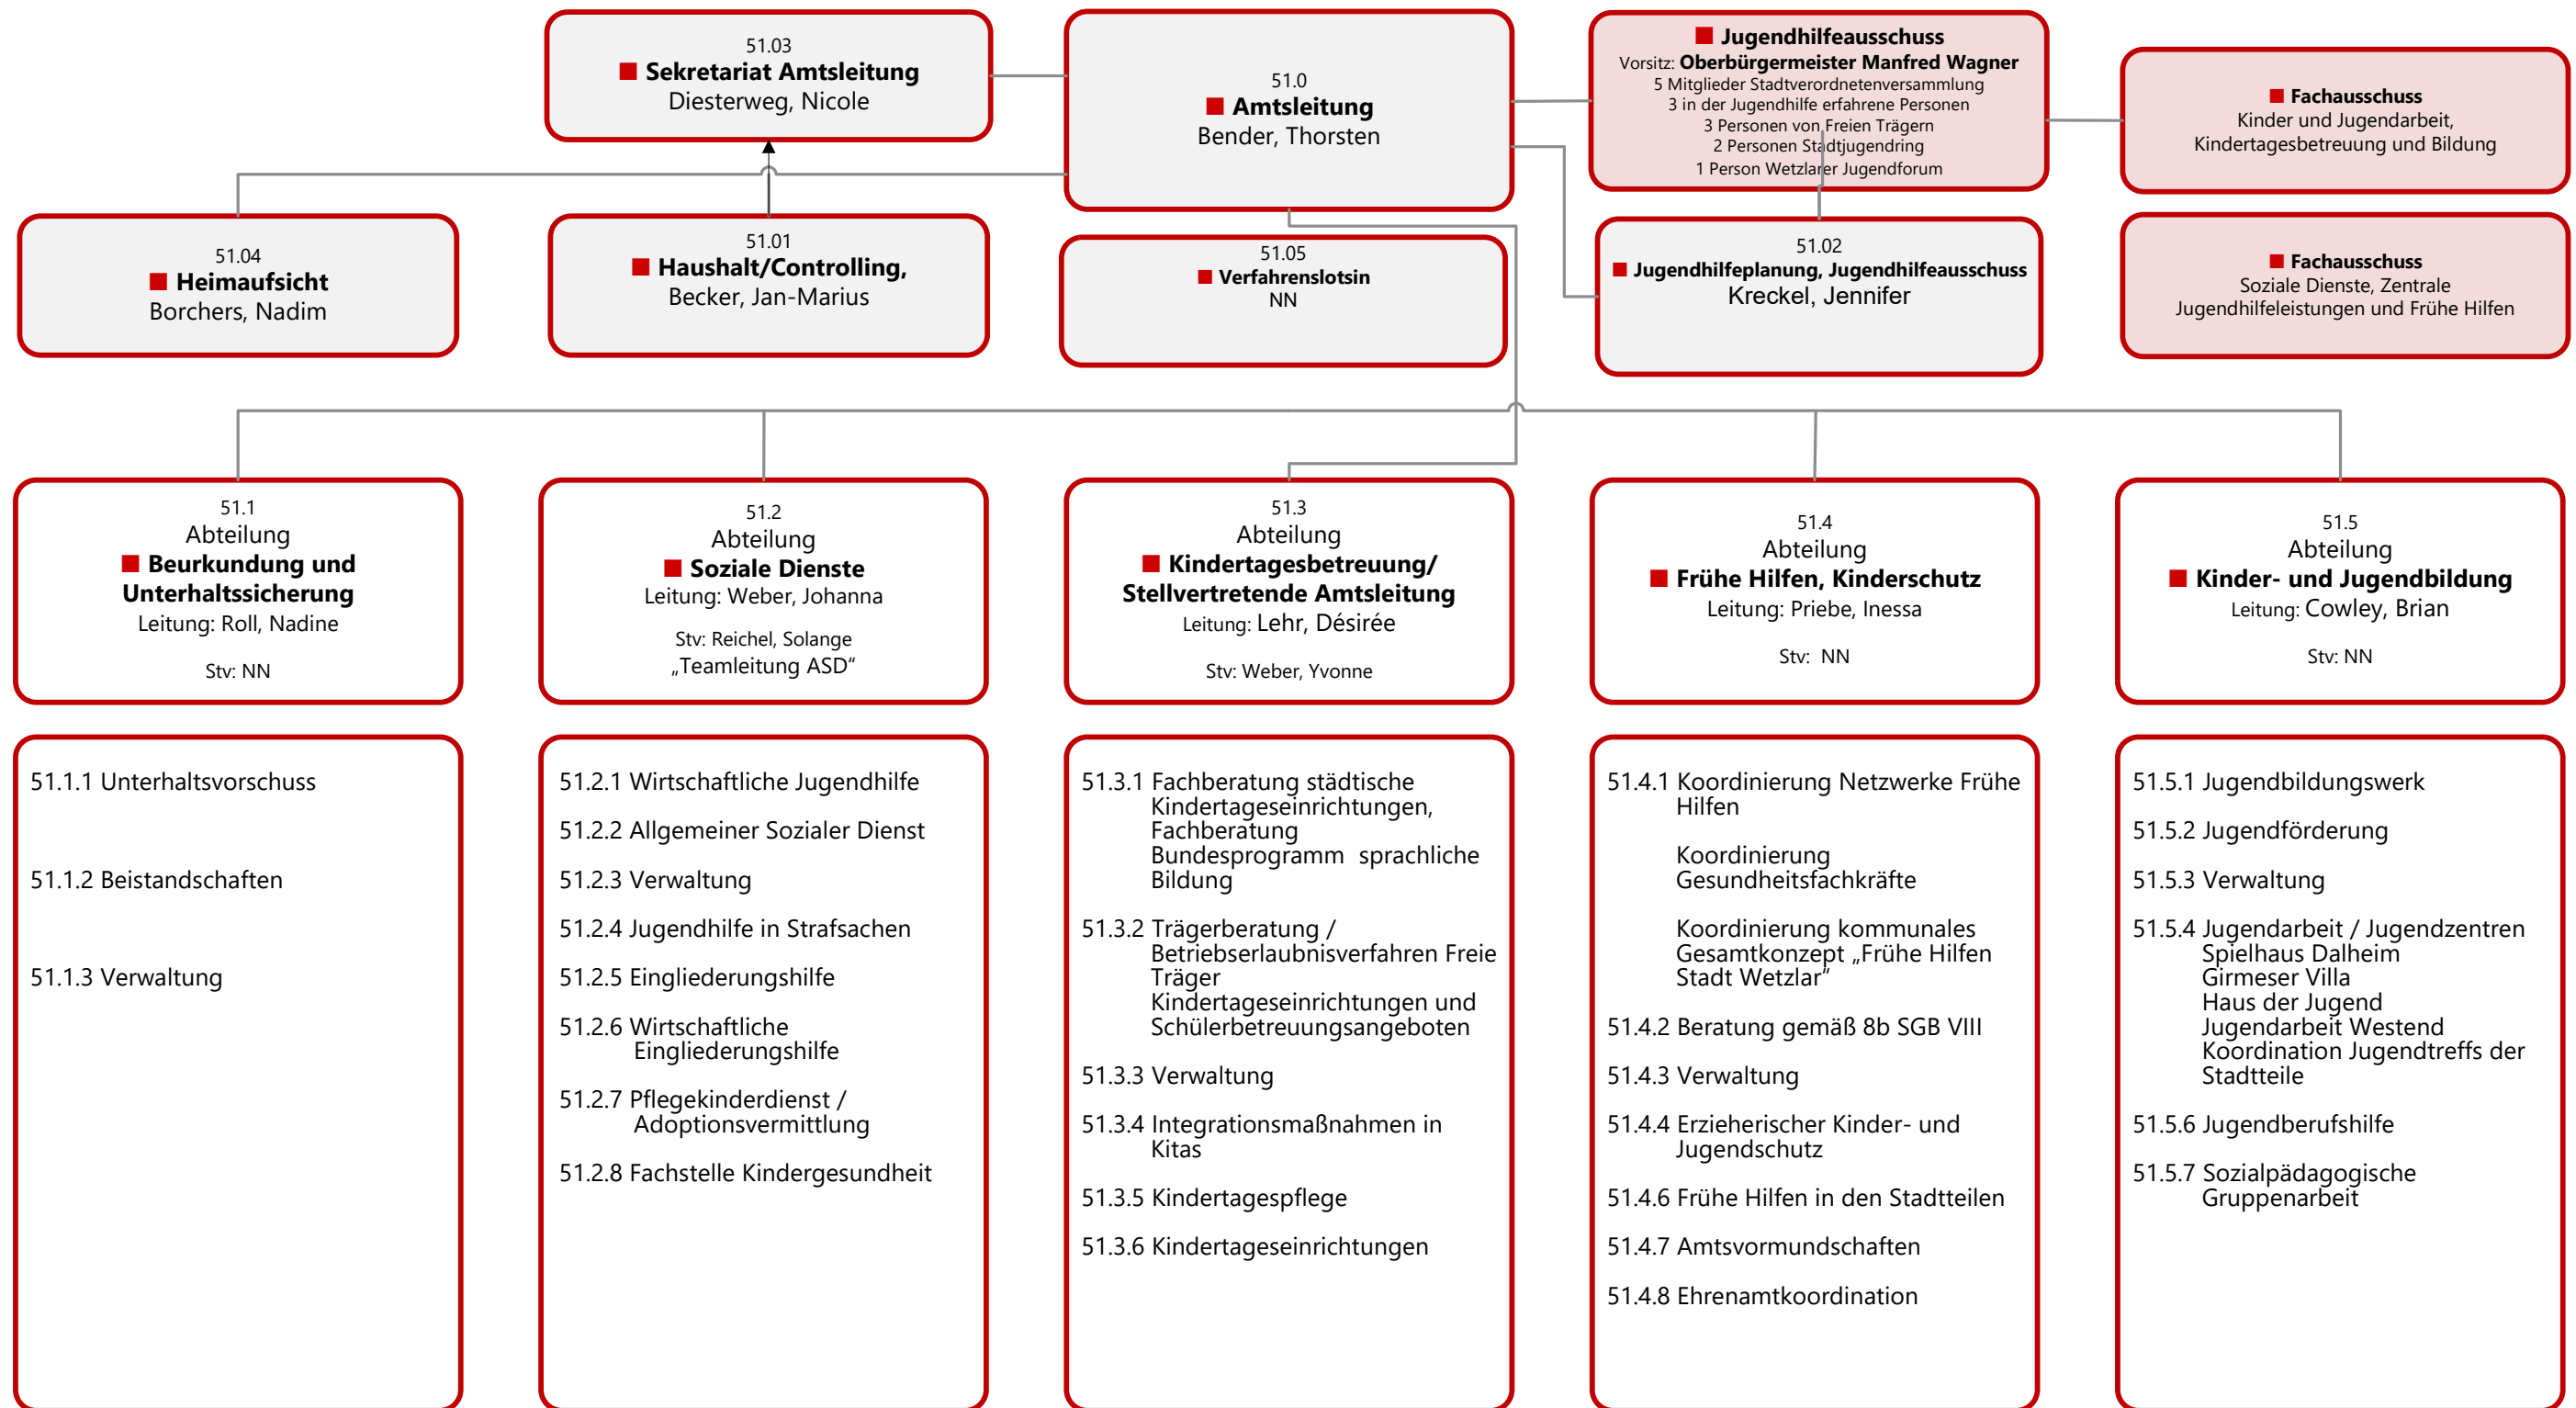 51.03
■ Sekretariat Amtsleitung
Diesterweg, Nicole
51.0
■ Amtsleitung
Bender, Thorsten
■ Jugendhilfeausschuss
Vorsitz: Oberbürgermeister Manfred Wagner
5 Mitglieder Stadtverordnetenversammlung
3 in der Jugendhilfe erfahrene Personen
3 Personen von Freien Trägern
2 Personen Stadtjugendring
1 Person Wetzlarer Jugendforum
■ Fachausschuss
Kinder und Jugendarbeit,
Kindertagesbetreuung und Bildung
51.04
■ Heimaufsicht
Borchers, Nadim
51.01
■ Haushalt/Controlling,
Becker, Jan-Marius
51.05
■ Verfahrenslotsin
NN
51.02
■ Jugendhilfeplanung, Jugendhilfeausschuss
Kreckel, Jennifer
■ Fachausschuss
Soziale Dienste, Zentrale
Jugendhilfeleistungen und Frühe Hilfen
51.1
Abteilung
■ Beurkundung und
Unterhaltssicherung
Leitung: Roll, Nadine
Stv: NN
51.2
Abteilung
■ Soziale Dienste
Leitung: Weber, Johanna
Stv: Reichel, Solange
„Teamleitung ASD“
51.3
Abteilung
■ Kindertagesbetreuung/
Stellvertretende Amtsleitung
Leitung: Lehr, Désirée
Stv: Weber, Yvonne
51.4
Abteilung
■ Frühe Hilfen, Kinderschutz
Leitung: Priebe, Inessa
Stv:  NN
51.5
Abteilung
■ Kinder- und Jugendbildung
Leitung: Cowley, Brian
Stv: NN
51.1.1 Unterhaltsvorschuss
51.1.2 Beistandschaften
51.1.3 Verwaltung
51.2.1 Wirtschaftliche Jugendhilfe
51.2.2 Allgemeiner Sozialer Dienst
51.2.3 Verwaltung
51.2.4 Jugendhilfe in Strafsachen
51.2.5 Eingliederungshilfe
51.2.6 Wirtschaftliche
Eingliederungshilfe
51.2.7 Pflegekinderdienst /
Adoptionsvermittlung
51.2.8 Fachstelle Kindergesundheit
51.3.1 Fachberatung städtische
Kindertageseinrichtungen,
Fachberatung
Bundesprogramm  sprachliche
Bildung
51.3.2 Trägerberatung /
Betriebserlaubnisverfahren Freie
Träger
Kindertageseinrichtungen und
Schülerbetreuungsangeboten
51.3.3 Verwaltung
51.3.4 Integrationsmaßnahmen in
Kitas
51.3.5 Kindertagespflege
51.3.6 Kindertageseinrichtungen
51.4.1 Koordinierung Netzwerke Frühe
Hilfen
Koordinierung
Gesundheitsfachkräfte
Koordinierung kommunales
Gesamtkonzept „Frühe Hilfen
Stadt Wetzlar“
51.4.2 Beratung gemäß 8b SGB VIII
51.4.3 Verwaltung
51.4.4 Erzieherischer Kinder- und
Jugendschutz
51.4.6 Frühe Hilfen in den Stadtteilen
51.4.7 Amtsvormundschaften
51.4.8 Ehrenamtkoordination
51.5.1 Jugendbildungswerk
51.5.2 Jugendförderung
51.5.3 Verwaltung
51.5.4 Jugendarbeit / Jugendzentren
Spielhaus Dalheim
Girmeser Villa
Haus der Jugend
Jugendarbeit Westend
Koordination Jugendtreffs der
Stadtteile
51.5.6 Jugendberufshilfe
51.5.7 Sozialpädagogische
Gruppenarbeit